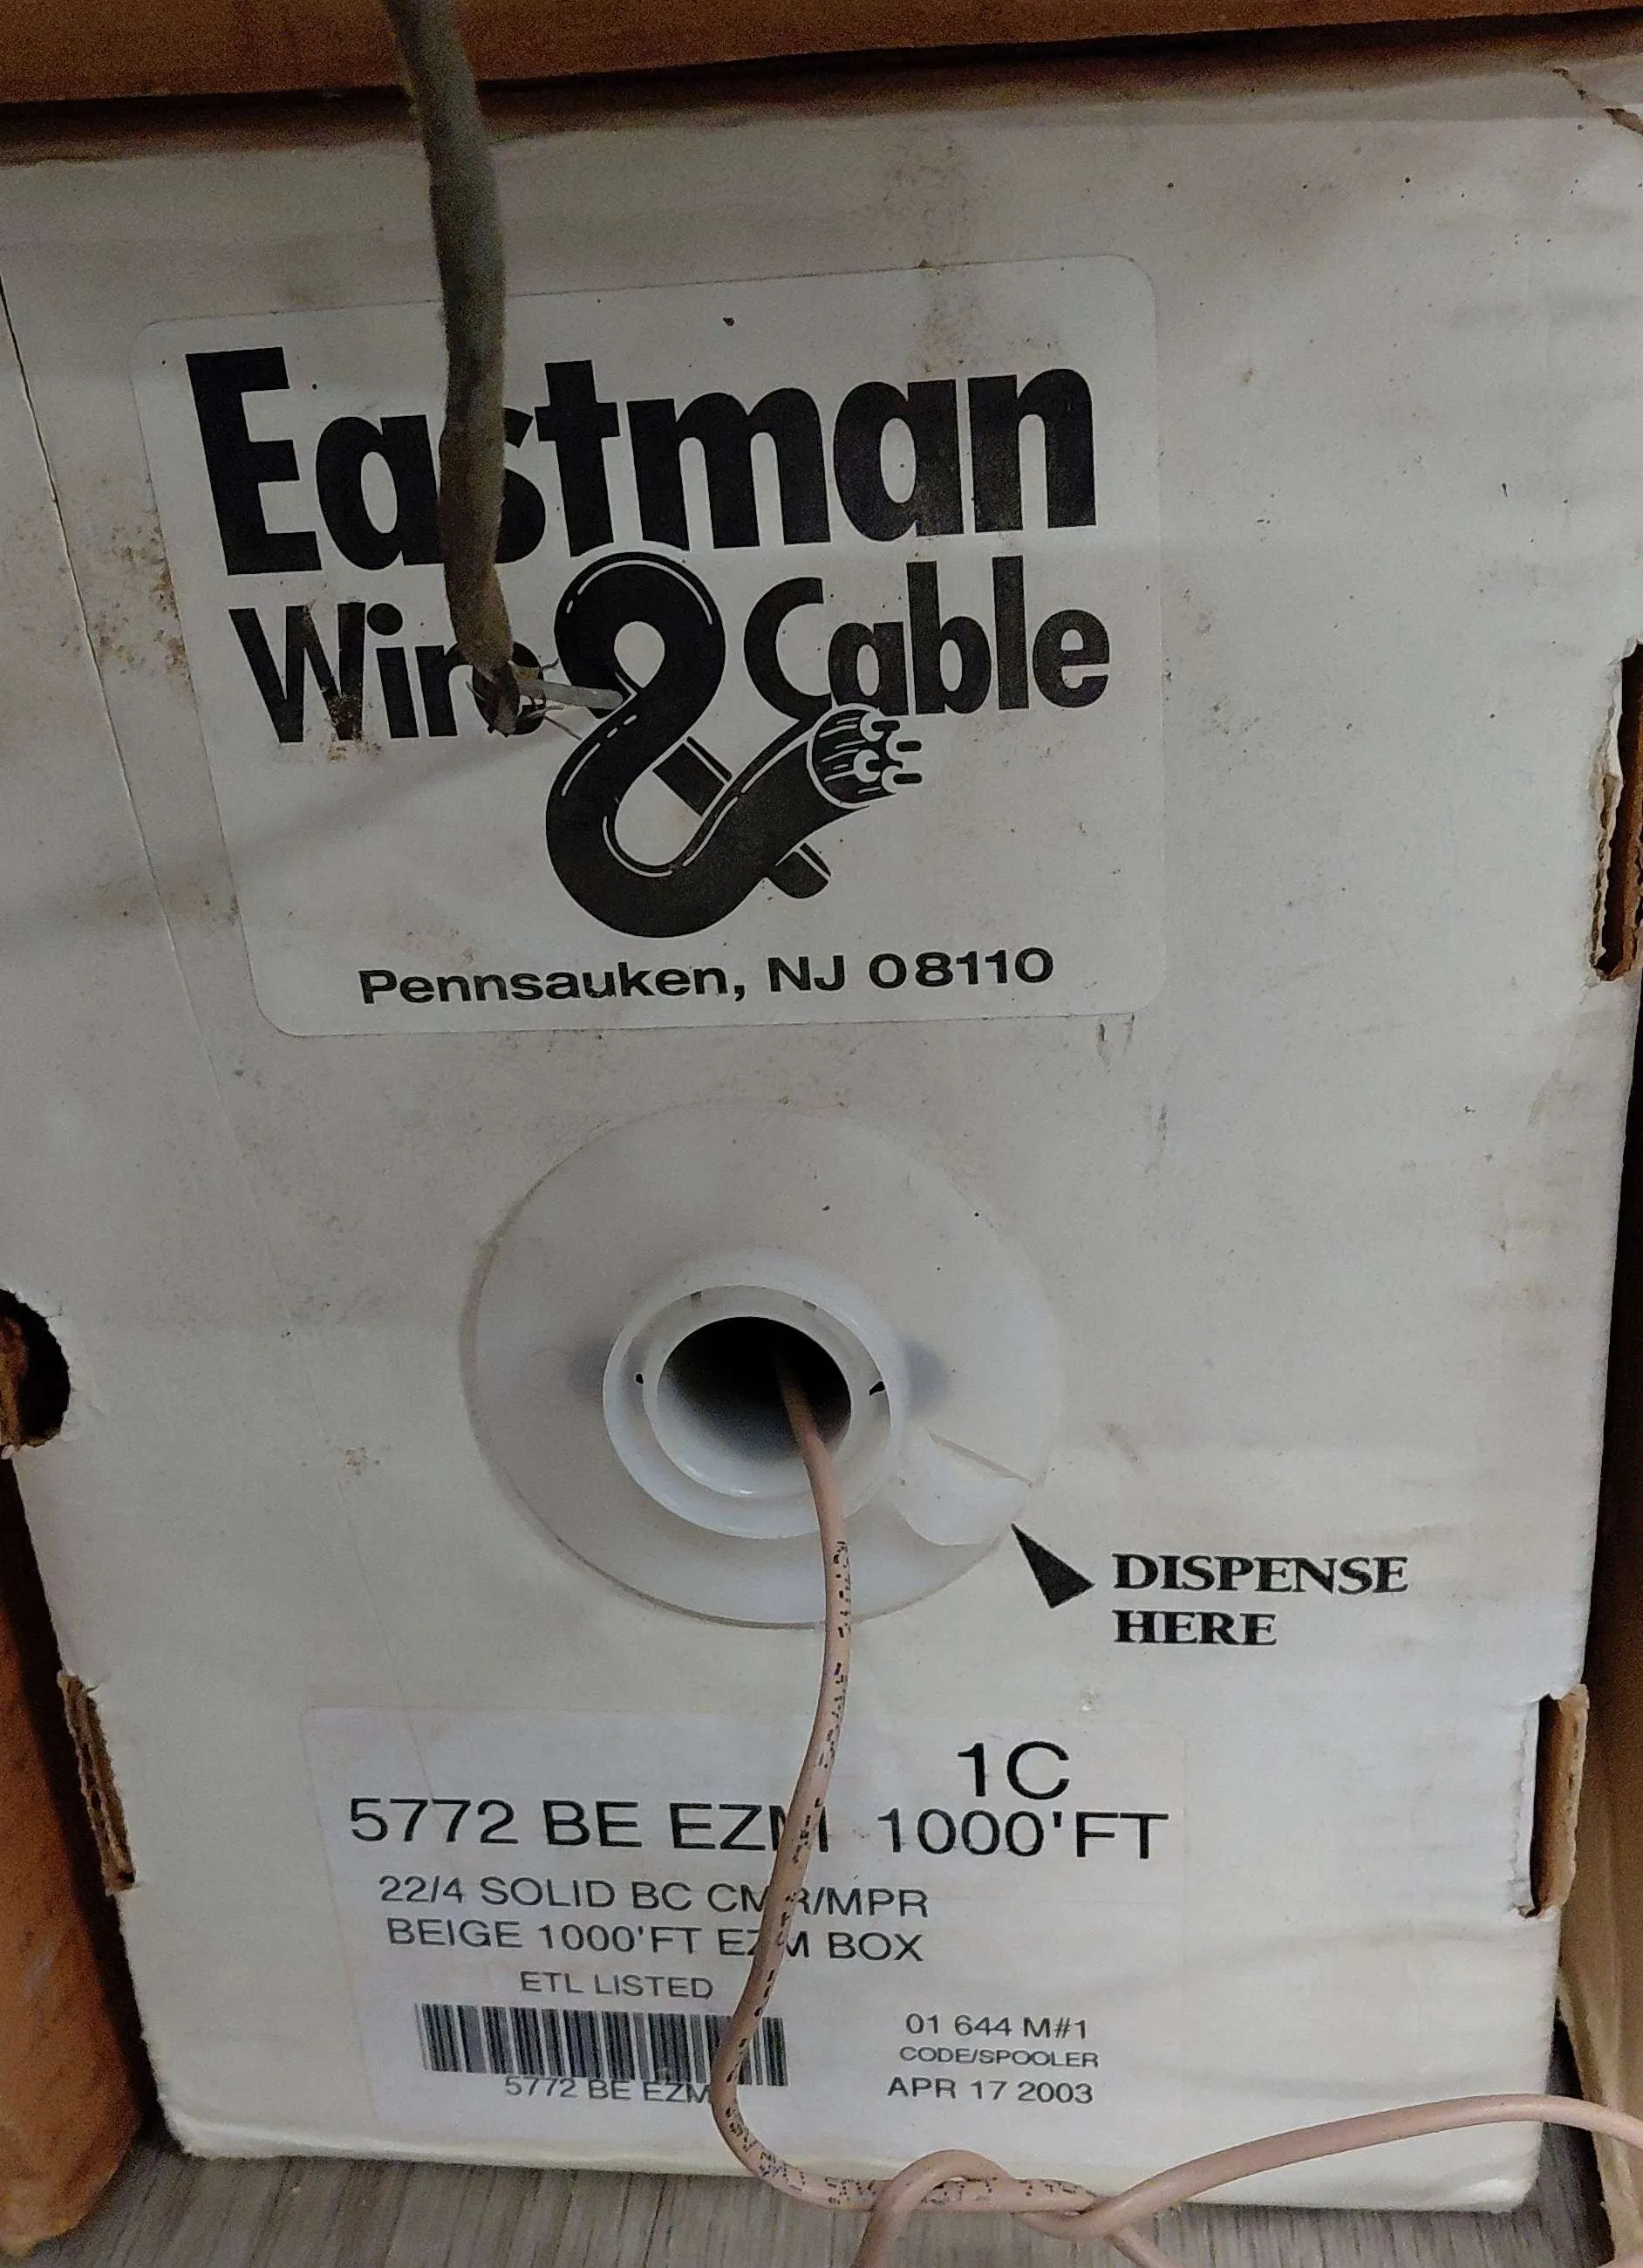 Eastman
Wire & Cable
Pennsauken, NJ 08110
DISPENSE
HERE
1C
5772 BE EZM 1000'FT
22/4 SOLID BC CMR/MPR
BEIGE 1000'FT EZM BOX
ETL LISTED
01 644 M#1
CODE/SPOOLER
5772 BE EZM
APR 17 2003